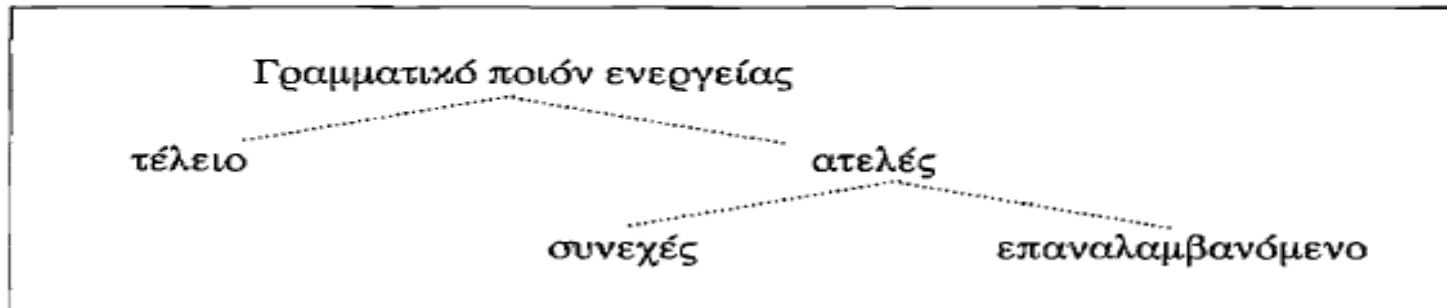 Γραμματικό ποιόν ενεργείας
τέλειο ατελές
συνεχές επαναλαμβανόμενο